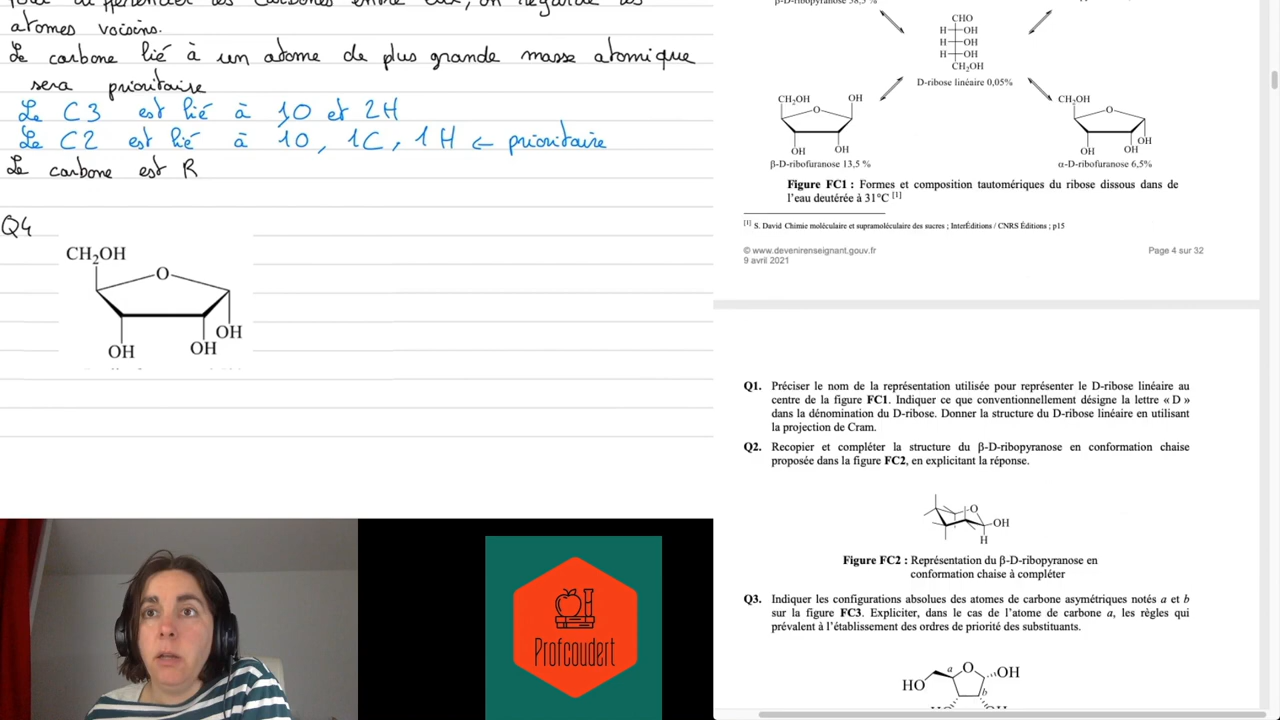 atomes voisins.
Le carbone lié à un atome de plus grande masse atomique
sera prioritaire
Le C3 est lié à 1O et 2H
Le C2 est lié à 1O, 1C, 1H ← prioritaire
Le carbone est R
Q4
CH₂OH
O
OH
OH
OH
Profcoudert
CHO
H OH
H OH
H OH
CH₂OH
D-ribose linéaire 0,05%
CH₂OH OH
O
OH OH
β-D-ribofuranose 13,5 %
CH₂OH
O
OH
OH OH
α-D-ribofuranose 6,5%
Figure FC1 : Formes et composition tautomériques du ribose dissous dans de
l'eau deutérée à 31°C [1]
[1] S. David Chimie moléculaire et supramoléculaire des sucres ; InterÉditions / CNRS Éditions ; p15
© www.devenirenseignant.gouv.fr Page 4 sur 32
9 avril 2021
Q1. Préciser le nom de la représentation utilisée pour représenter le D-ribose linéaire au
centre de la figure FC1. Indiquer ce que conventionnellement désigne la lettre « D »
dans la dénomination du D-ribose. Donner la structure du D-ribose linéaire en utilisant
la projection de Cram.
Q2. Recopier et compléter la structure du β-D-ribopyranose en conformation chaise
proposée dans la figure FC2, en explicitant la réponse.
O
OH
H
Figure FC2 : Représentation du β-D-ribopyranose en
conformation chaise à compléter
Q3. Indiquer les configurations absolues des atomes de carbone asymétriques notés a et b
sur la figure FC3. Expliciter, dans le cas de l'atome de carbone a, les règles qui
prévalent à l'établissement des ordres de priorité des substituants.
a O OH
HO
b